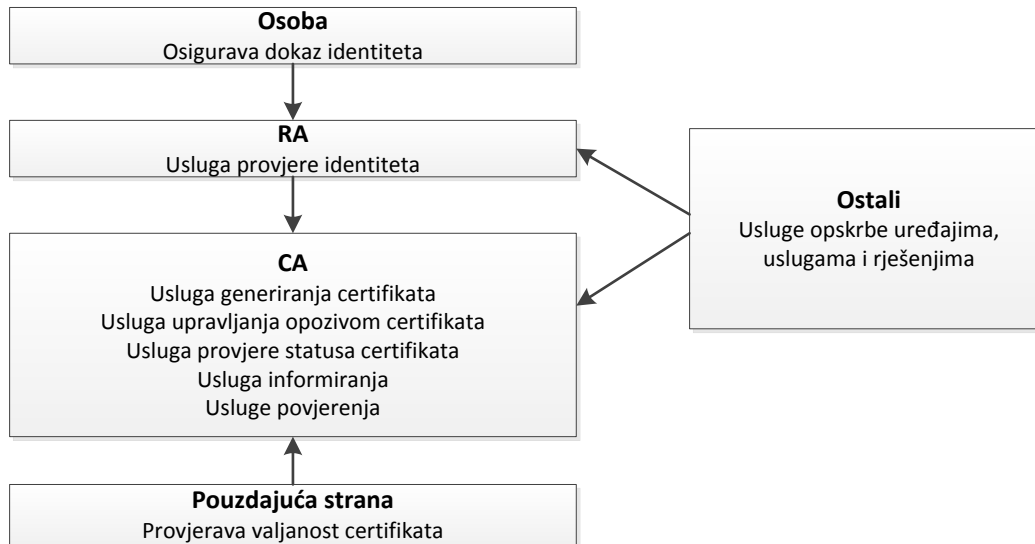 Osoba
Osigurava dokaz identiteta
RA
Usluga provjere identiteta
Ostali
Usluge opskrbe uređajima,
uslugama i rješenjima
CA
Usluga generiranja certifikata
Usluga upravljanja opozivom certifikata
Usluga provjere statusa certifikata
Usluga informiranja
Usluge povjerenja
Pouzdajuća strana
Provjerava valjanost certifikata